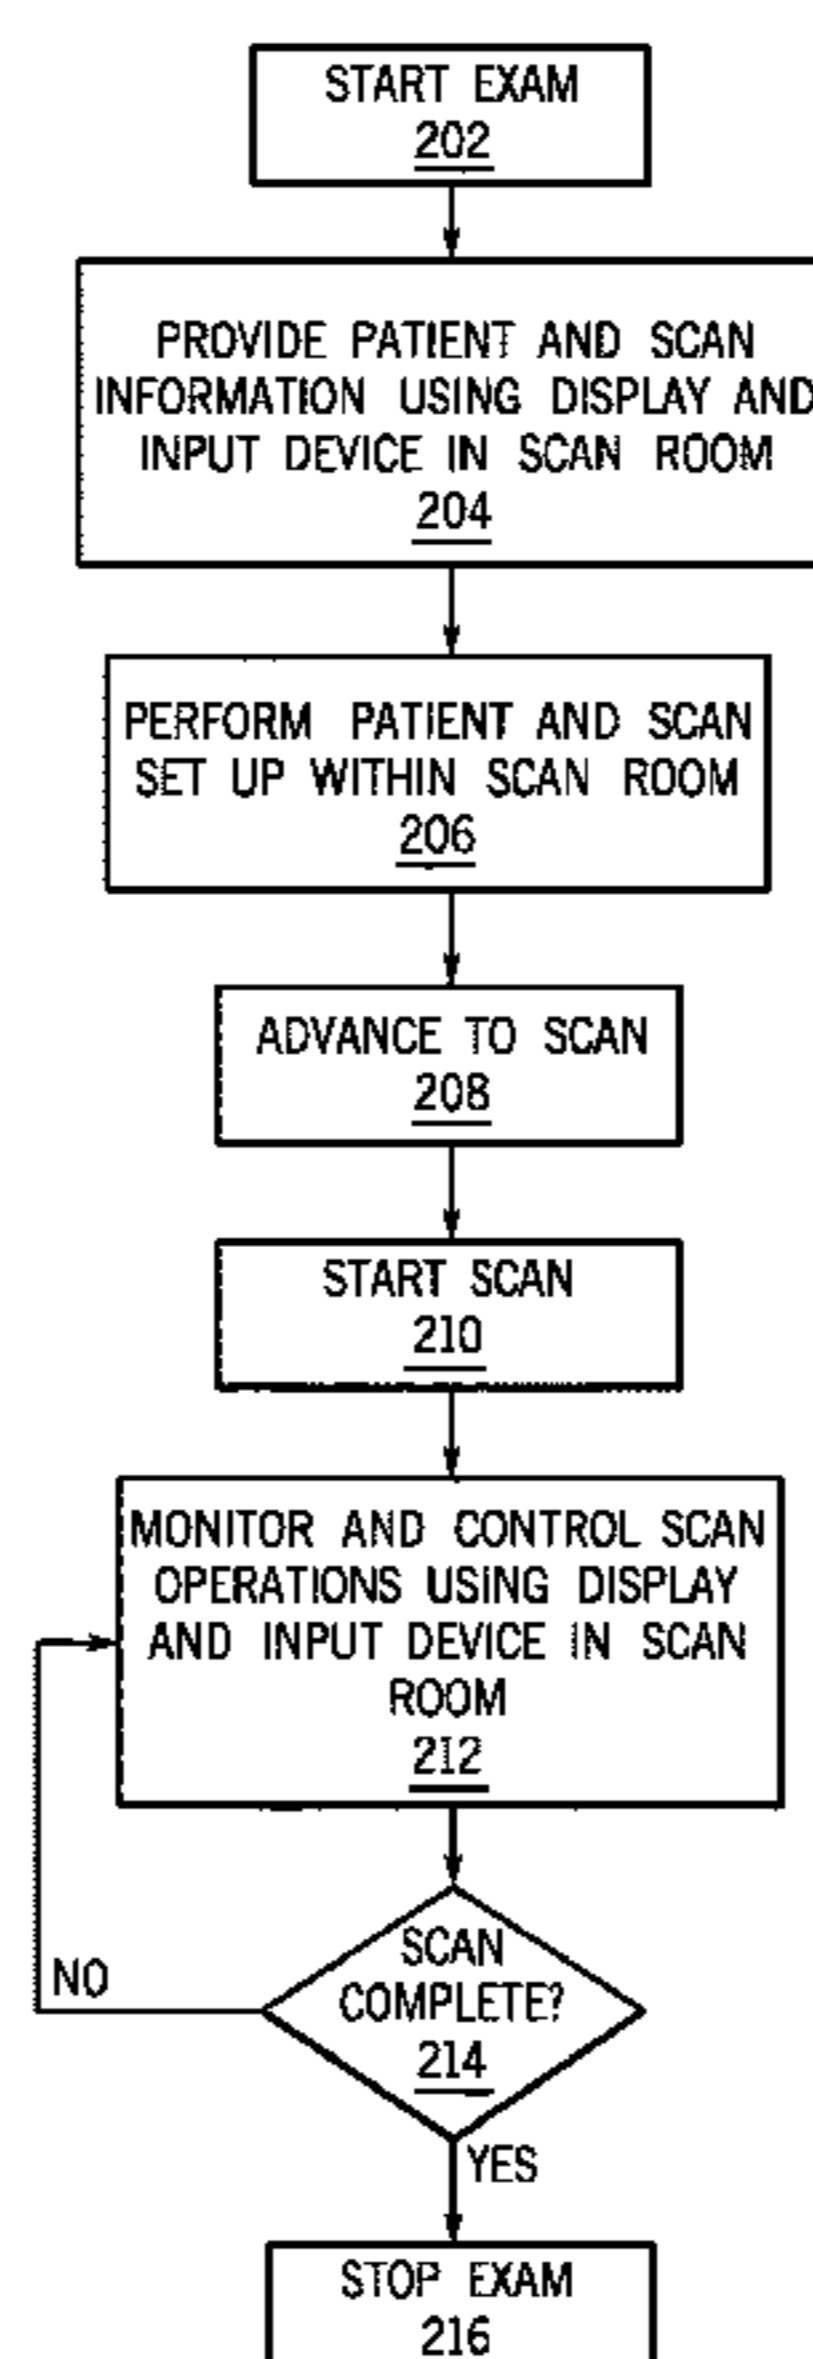 START EXAM
202
PROVIDE PATIENT AND SCAN
INFORMATION USING DISPLAY AND
INPUT DEVICE IN SCAN ROOM
204
PERFORM PATIENT AND SCAN
SET UP WITHIN SCAN ROOM
206
ADVANCE TO SCAN
208
START SCAN
210
MONITOR AND CONTROL SCAN
OPERATIONS USING DISPLAY
AND INPUT DEVICE IN SCAN
ROOM
212
SCAN
COMPLETE?
214
NO
YES
STOP EXAM
216